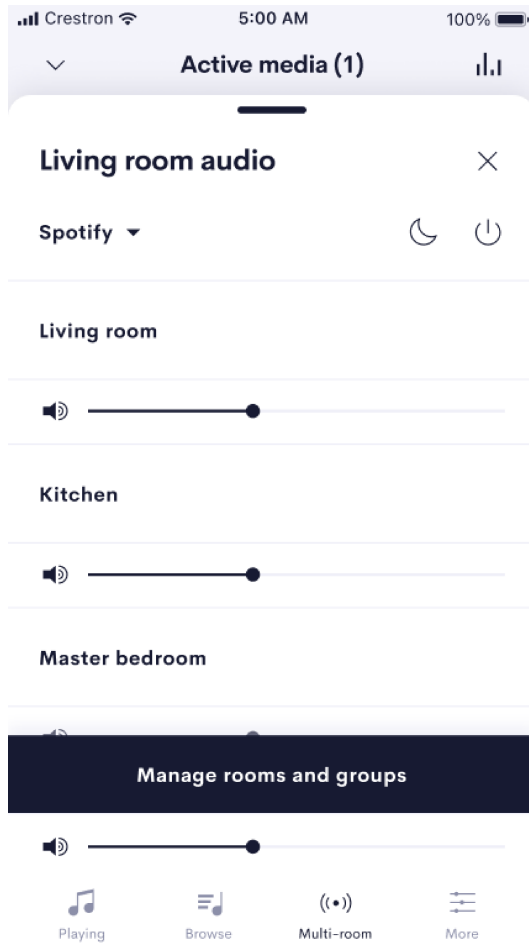 Crestron 5:00 AM 100%
Active media (1)
Living room audio
Spotify
Living room
Kitchen
Master bedroom
Manage rooms and groups
Playing Browse Multi-room More